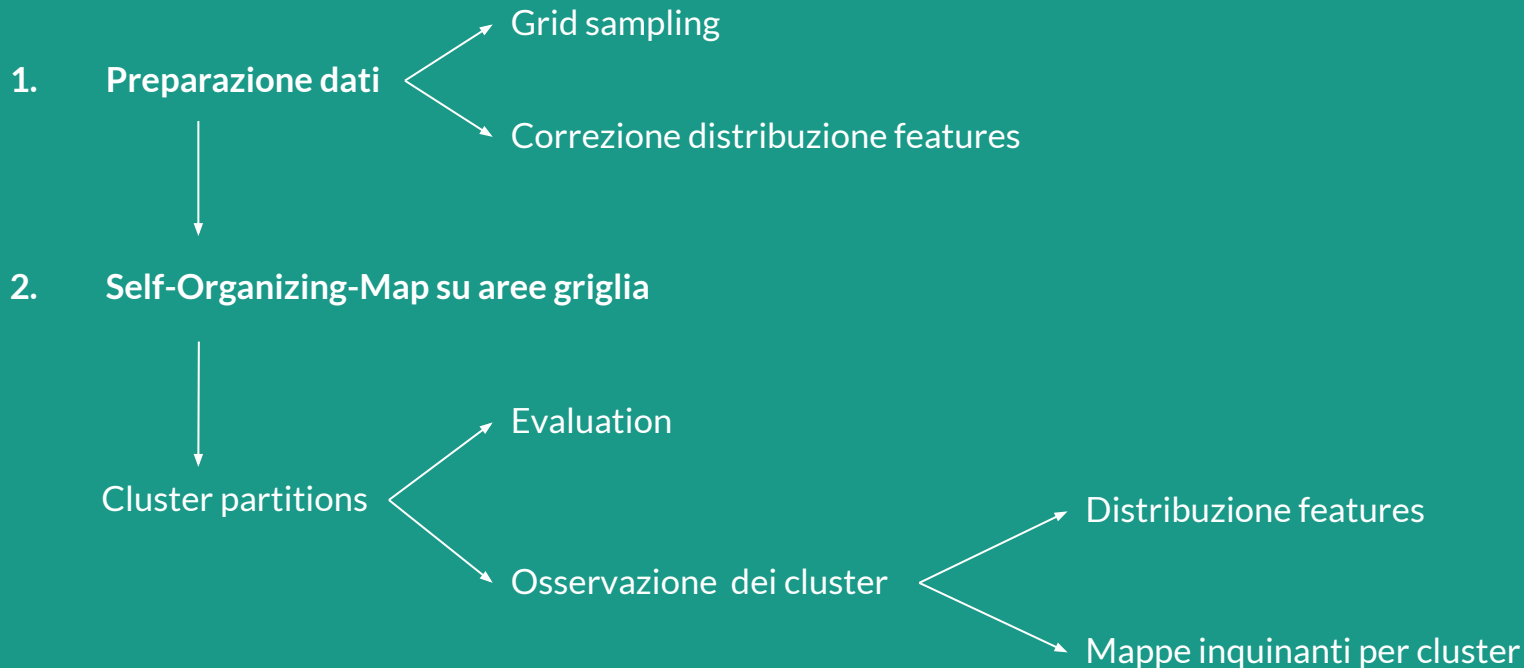 Grid sampling
1. Preparazione dati
Correzione distribuzione features
2. Self-Organizing-Map su aree griglia
Evaluation
Cluster partitions
Distribuzione features
Osservazione dei cluster
Mappe inquinanti per cluster